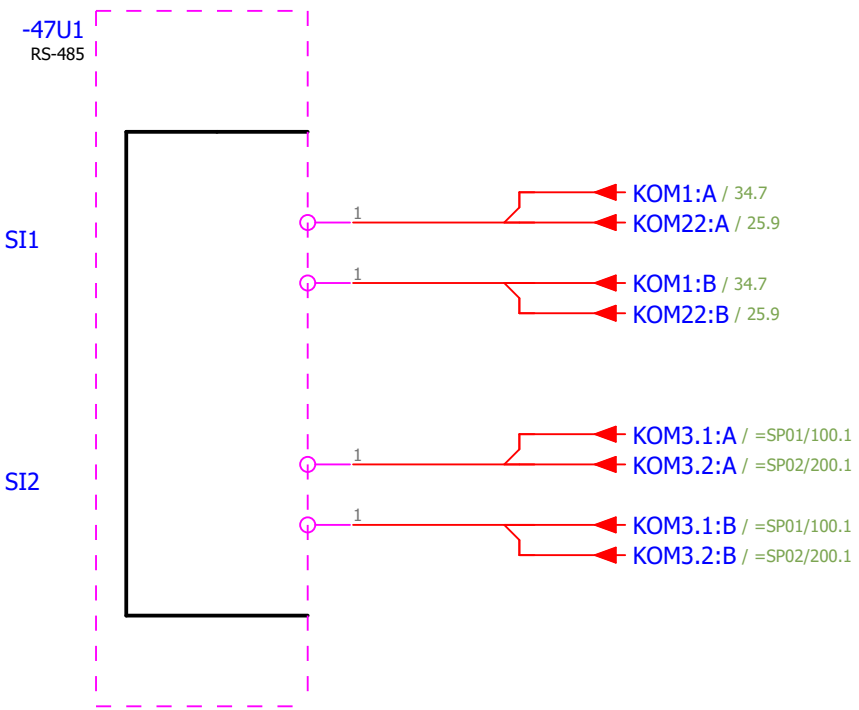 -47U1
RS-485
KOM1:A / 34.7
1
KOM22:A / 25.9
SI1
1
KOM1:B / 34.7
KOM22:B / 25.9
KOM3.1:A / =SP01/100.1
1
KOM3.2:A / =SP02/200.1
SI2
1
KOM3.1:B / =SP01/100.1
KOM3.2:B / =SP02/200.1